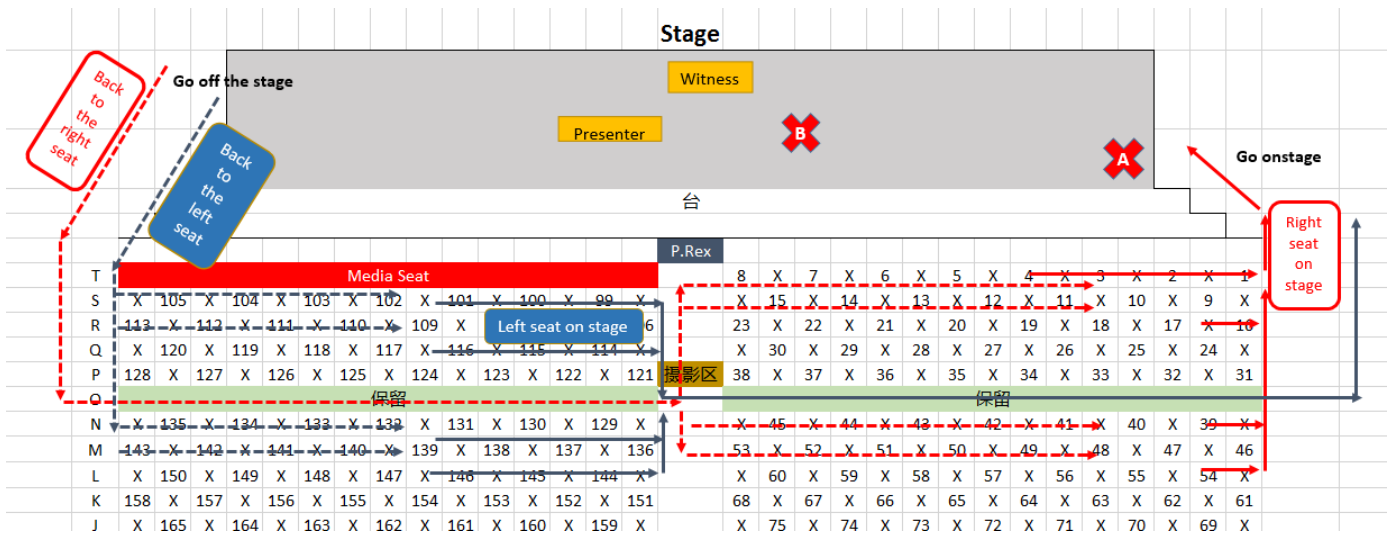 Stage
Back
to
the
right
seat
Go off the stage
Witness
Presenter
B
A
Go onstage
Back
to
the
left
seat
台
Right
seat
on
stage
P.Rex
T Media Seat 8 X 7 X 6 X 5 X 4 X 3 X 2 X 1
S X 105 X 104 X 103 X 102 X 101 X 100 X 99 X X 15 X 14 X 13 X 12 X 11 X 10 X 9 X
R 113 X 112 X 111 X 110 X 109 X Left seat on stage 23 X 22 X 21 X 20 X 19 X 18 X 17 X 16
Q X 120 X 119 X 118 X 117 X 116 X 115 X 114 X X 30 X 29 X 28 X 27 X 26 X 25 X 24 X
P 128 X 127 X 126 X 125 X 124 X 123 X 122 X 121 摄影区 38 X 37 X 36 X 35 X 34 X 33 X 32 X 31
O 保留 保留
N X 135 X 134 X 133 X 132 X 131 X 130 X 129 X X 45 X 44 X 43 X 42 X 41 X 40 X 39 X
M 143 X 142 X 141 X 140 X 139 X 138 X 137 X 136 53 X 52 X 51 X 50 X 49 X 48 X 47 X 46
L X 150 X 149 X 148 X 147 X 146 X 145 X 144 X X 60 X 59 X 58 X 57 X 56 X 55 X 54 X
K 158 X 157 X 156 X 155 X 154 X 153 X 152 X 151 68 X 67 X 66 X 65 X 64 X 63 X 62 X 61
J X 165 X 164 X 163 X 162 X 161 X 160 X 159 X X 75 X 74 X 73 X 72 X 71 X 70 X 69 X